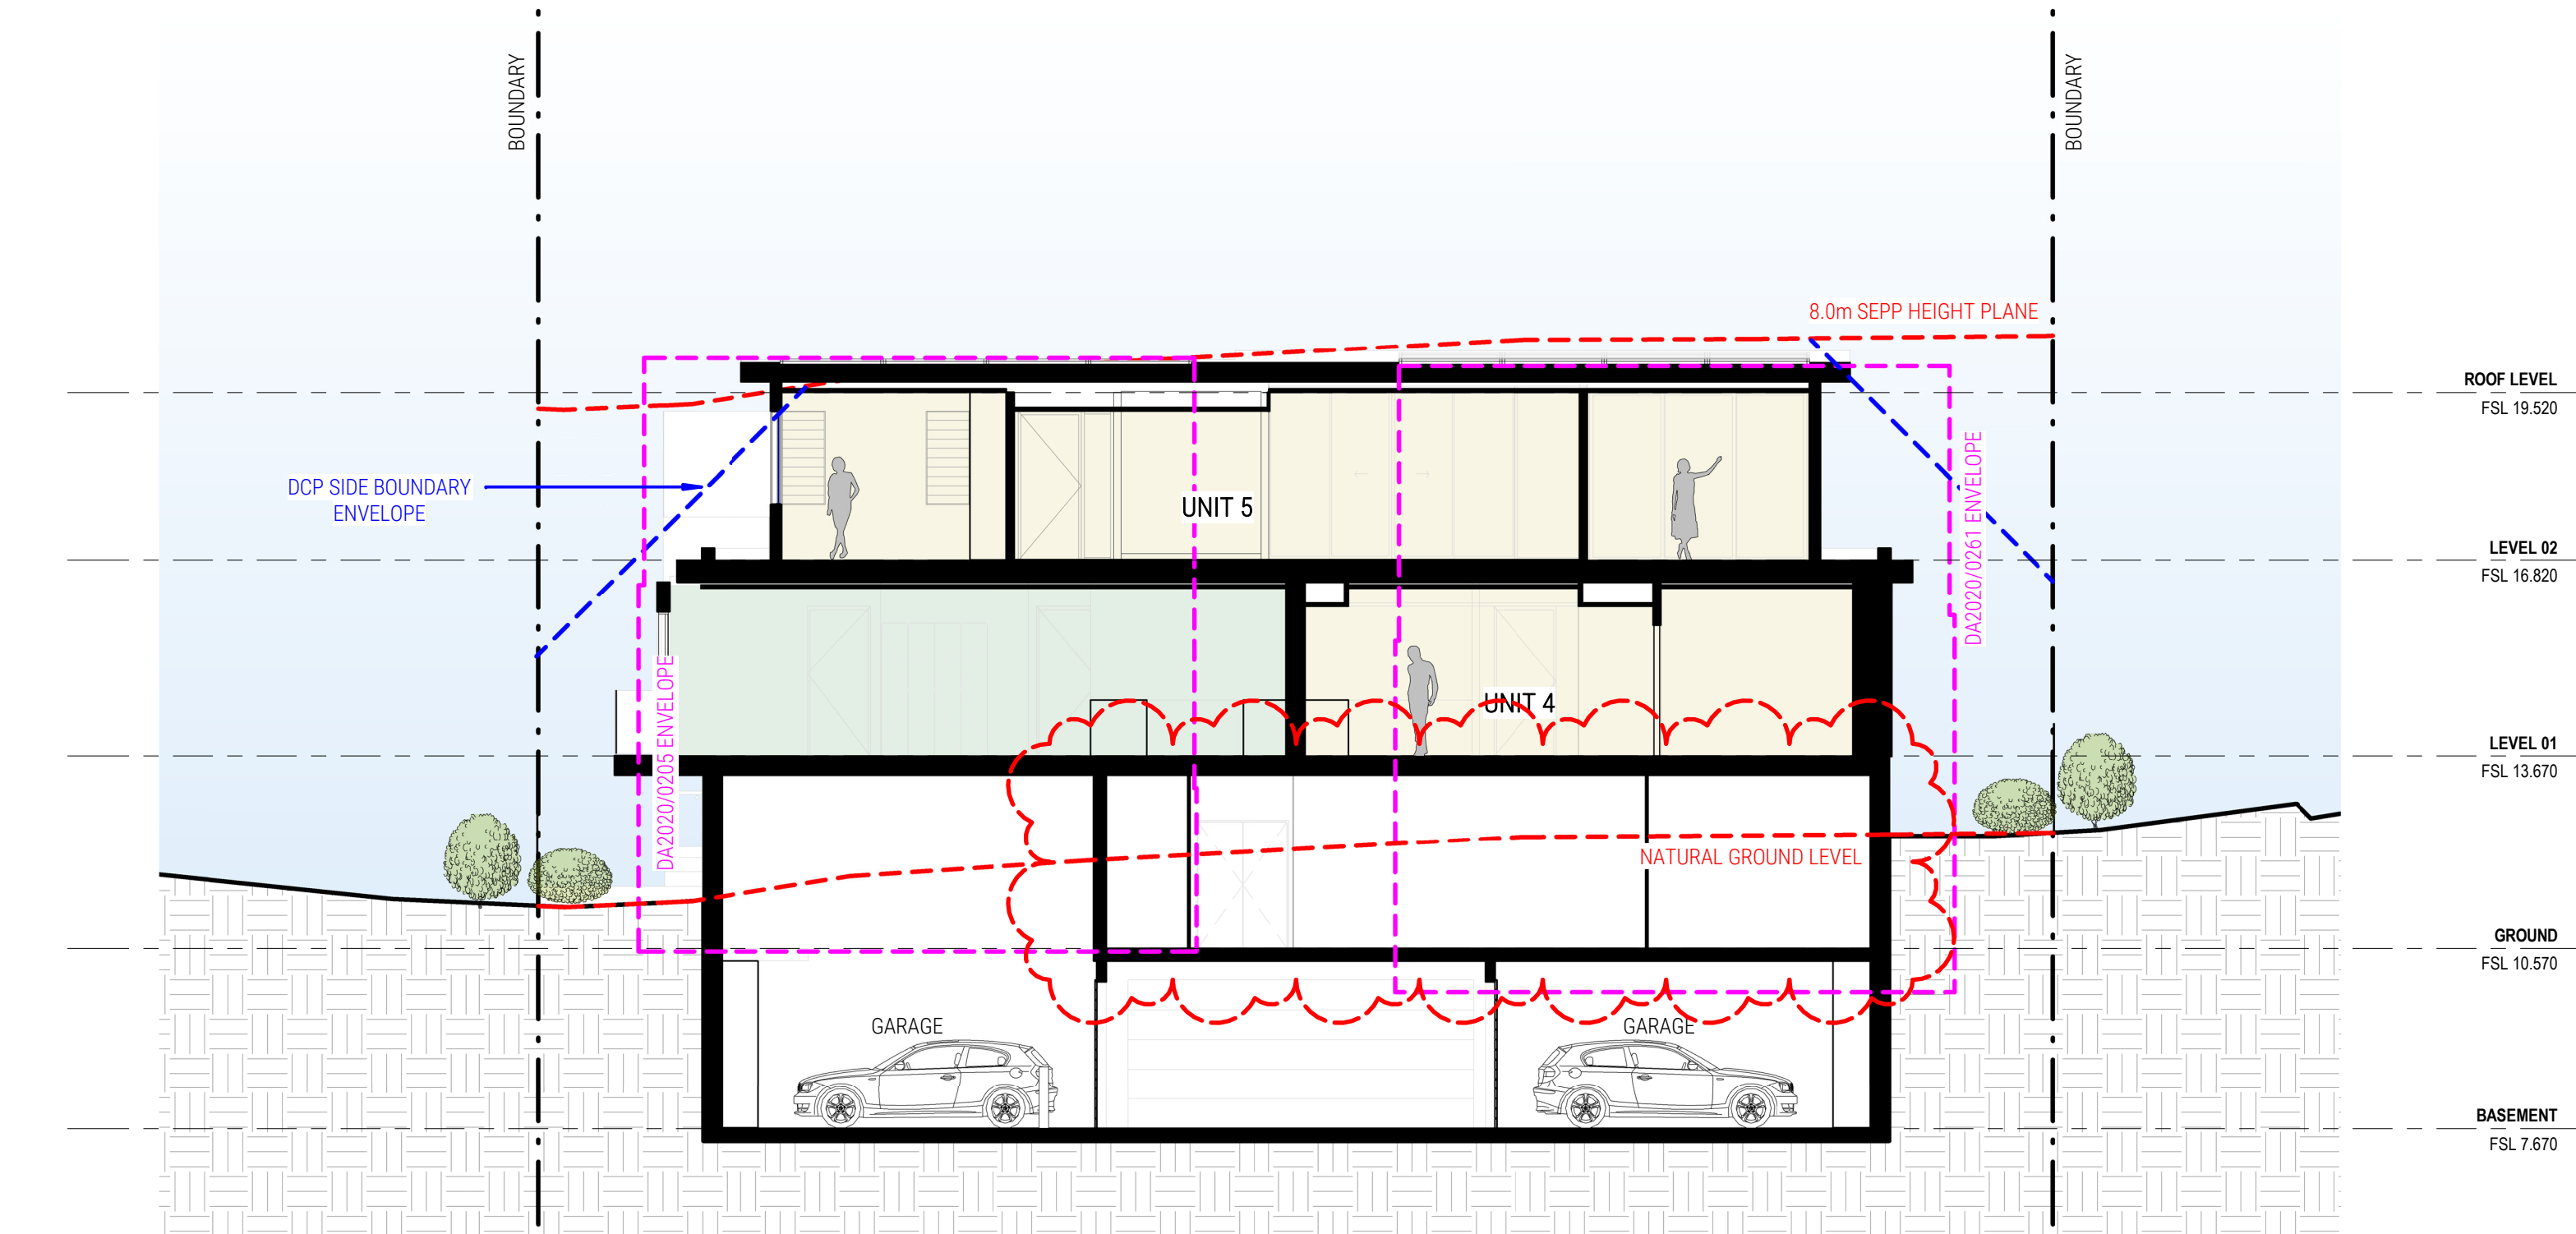 BOUNDARY
BOUNDARY
8.0m SEPP HEIGHT PLANE
ROOF LEVEL
FSL 19.520
DCP SIDE BOUNDARY
ENVELOPE
UNIT 5
DA2020/0261 ENVELOPE
LEVEL 02
FSL 16.820
DA2020/0205 ENVELOPE
UNIT 4
LEVEL 01
FSL 13.670
NATURAL GROUND LEVEL
GROUND
FSL 10.570
GARAGE
GARAGE
BASEMENT
FSL 7.670